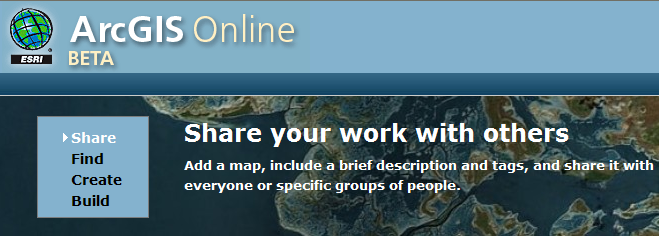 ArcGIS Online
BETA
ESRI
Share
Find
Create
Build
Share your work with others
Add a map, include a brief description and tags, and share it with
everyone or specific groups of people.